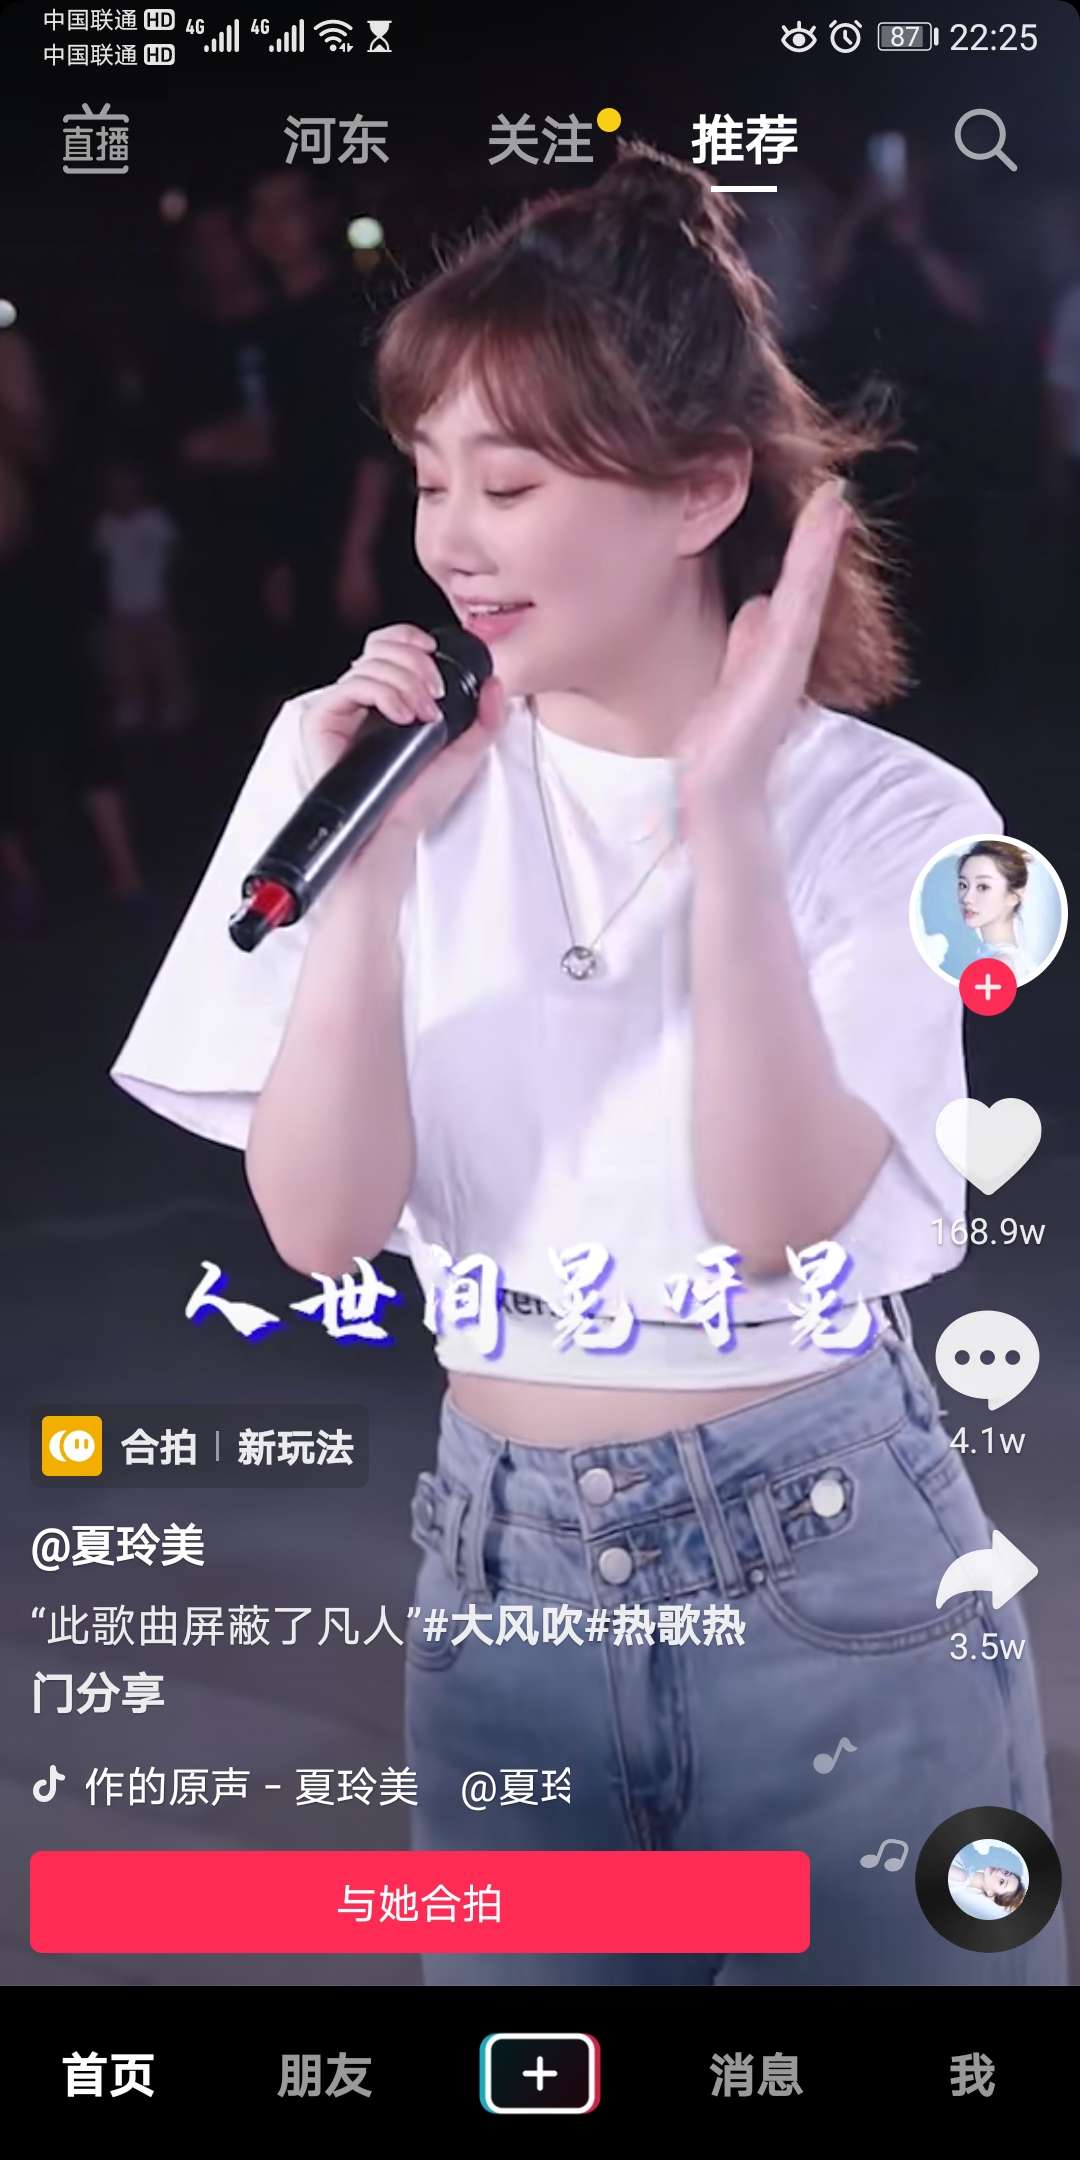 中国联通 HD 4G 4G 87 22:25
中国联通 HD
直播 河东 关注 推荐
168.9w
人世间晃呀晃
4.1w
合拍 | 新玩法
@夏玲美
“此歌曲屏蔽了凡人”#大风吹#热歌热
门分享
3.5w
作的原声 - 夏玲美 @夏玲
与她合拍
首页 朋友 消息 我